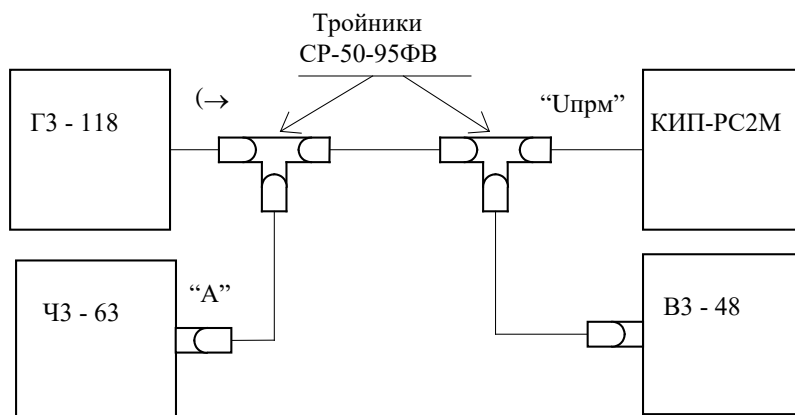 Тройники
СР-50-95ФВ
(→
“Uпрм”
Г3 - 118
КИП-РС2М
“А”
Ч3 - 63
В3 - 48